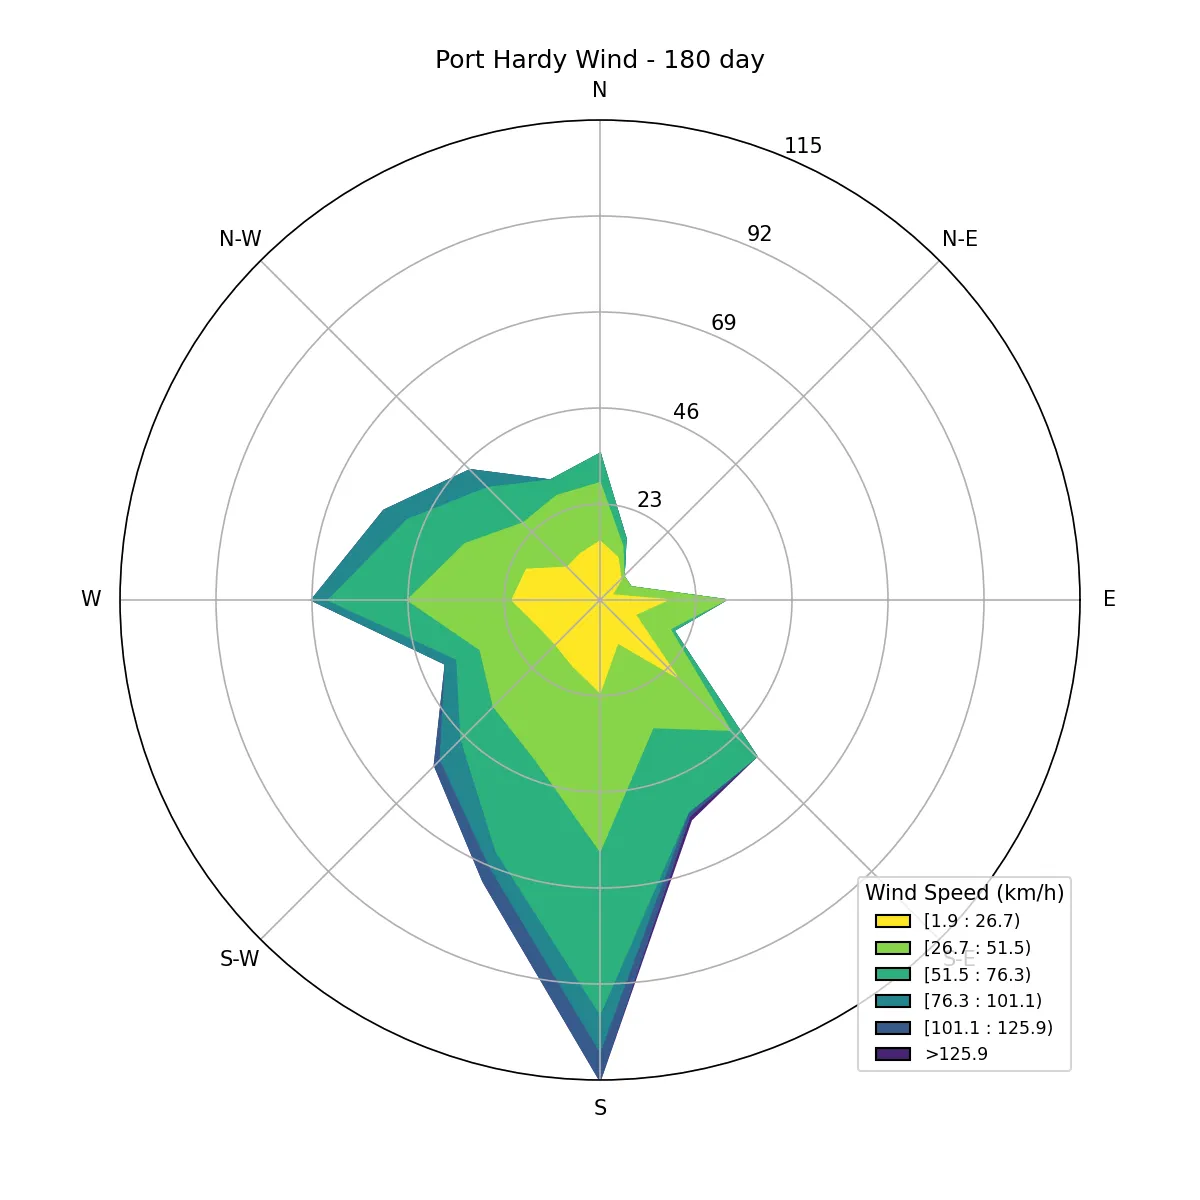 Port Hardy Wind - 180 day
N
115
N-W
92
N-E
69
46
23
W
E
Wind Speed (km/h)
[1.9 : 26.7)
[26.7 : 51.5)
S-W
S-E
[51.5 : 76.3)
[76.3 : 101.1)
[101.1 : 125.9)
>125.9
S